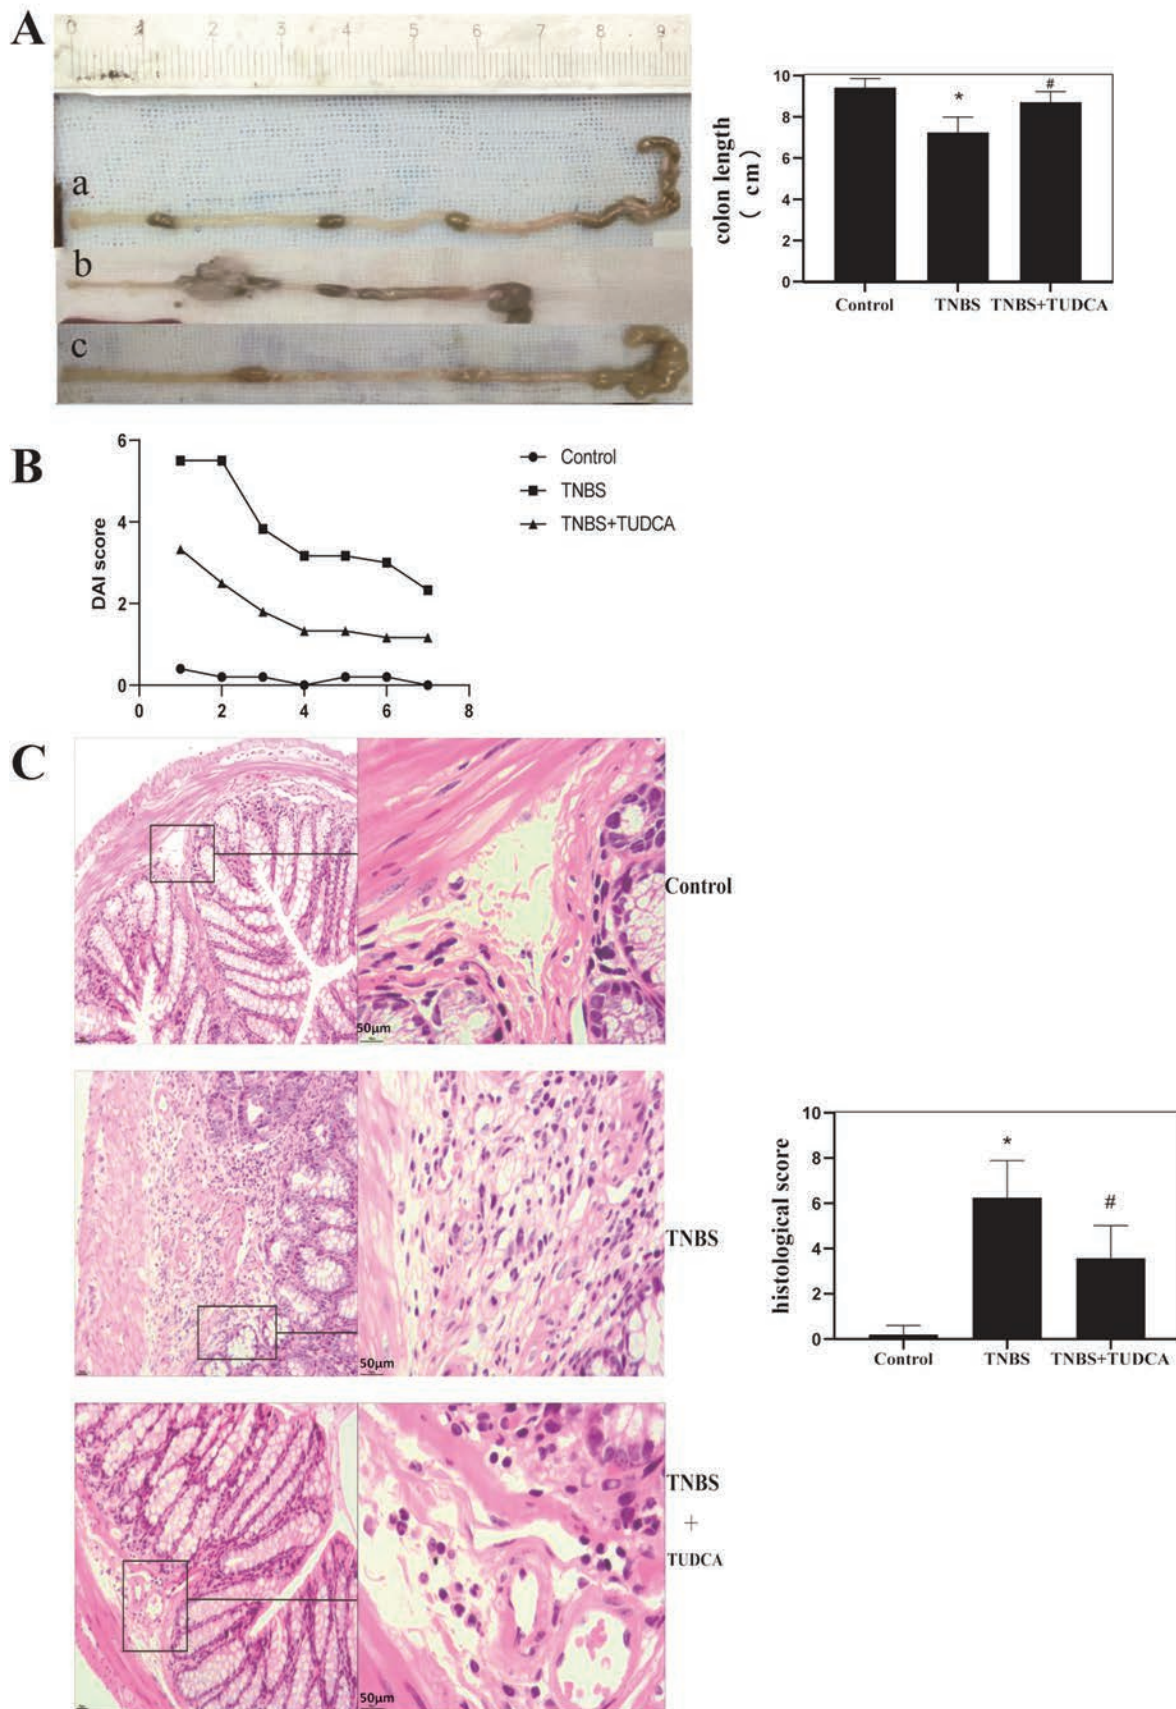 A
0 1 2 3 4 5 6 7 8 9
a
b
c
colon length
( cm )
10
8
6
4
2
0
*
#
Control TNBS TNBS+TUDCA
B
DAI score
6
4
2
0
0 2 4 6 8
Control
TNBS
TNBS+TUDCA
C
50μm
Control
50μm
TNBS
50μm
TNBS
+
TUDCA
histological score
10
8
6
4
2
0
*
#
Control TNBS TNBS+TUDCA